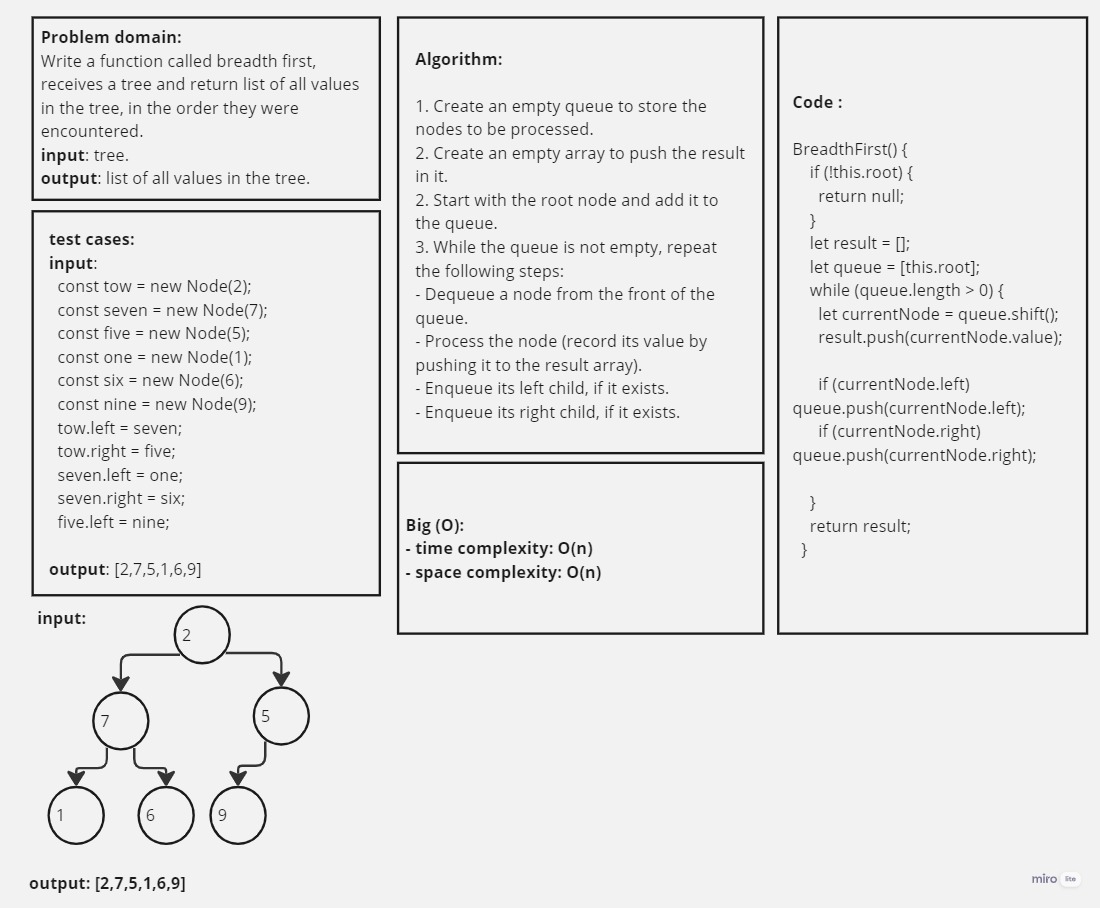 Problem domain:
Write a function called breadth first,
receives a tree and return list of all values
in the tree, in the order they were
encountered.
input: tree.
output: list of all values in the tree.
test cases:
input:
const tow = new Node(2);
const seven = new Node(7);
const five = new Node(5);
const one = new Node(1);
const six = new Node(6);
const nine = new Node(9);
tow.left = seven;
tow.right = five;
seven.left = one;
seven.right = six;
five.left = nine;
output: [2,7,5,1,6,9]
input:
2
7
5
1
6
9
output: [2,7,5,1,6,9]
Algorithm:
1. Create an empty queue to store the
nodes to be processed.
2. Create an empty array to push the result
in it.
2. Start with the root node and add it to
the queue.
3. While the queue is not empty, repeat
the following steps:
- Dequeue a node from the front of the
queue.
- Process the node (record its value by
pushing it to the result array).
- Enqueue its left child, if it exists.
- Enqueue its right child, if it exists.
Big (O):
- time complexity: O(n)
- space complexity: O(n)
Code :
BreadthFirst() {
if (!this.root) {
return null;
}
let result = [];
let queue = [this.root];
while (queue.length > 0) {
let currentNode = queue.shift();
result.push(currentNode.value);
if (currentNode.left)
queue.push(currentNode.left);
if (currentNode.right)
queue.push(currentNode.right);
}
return result;
}
miro lite